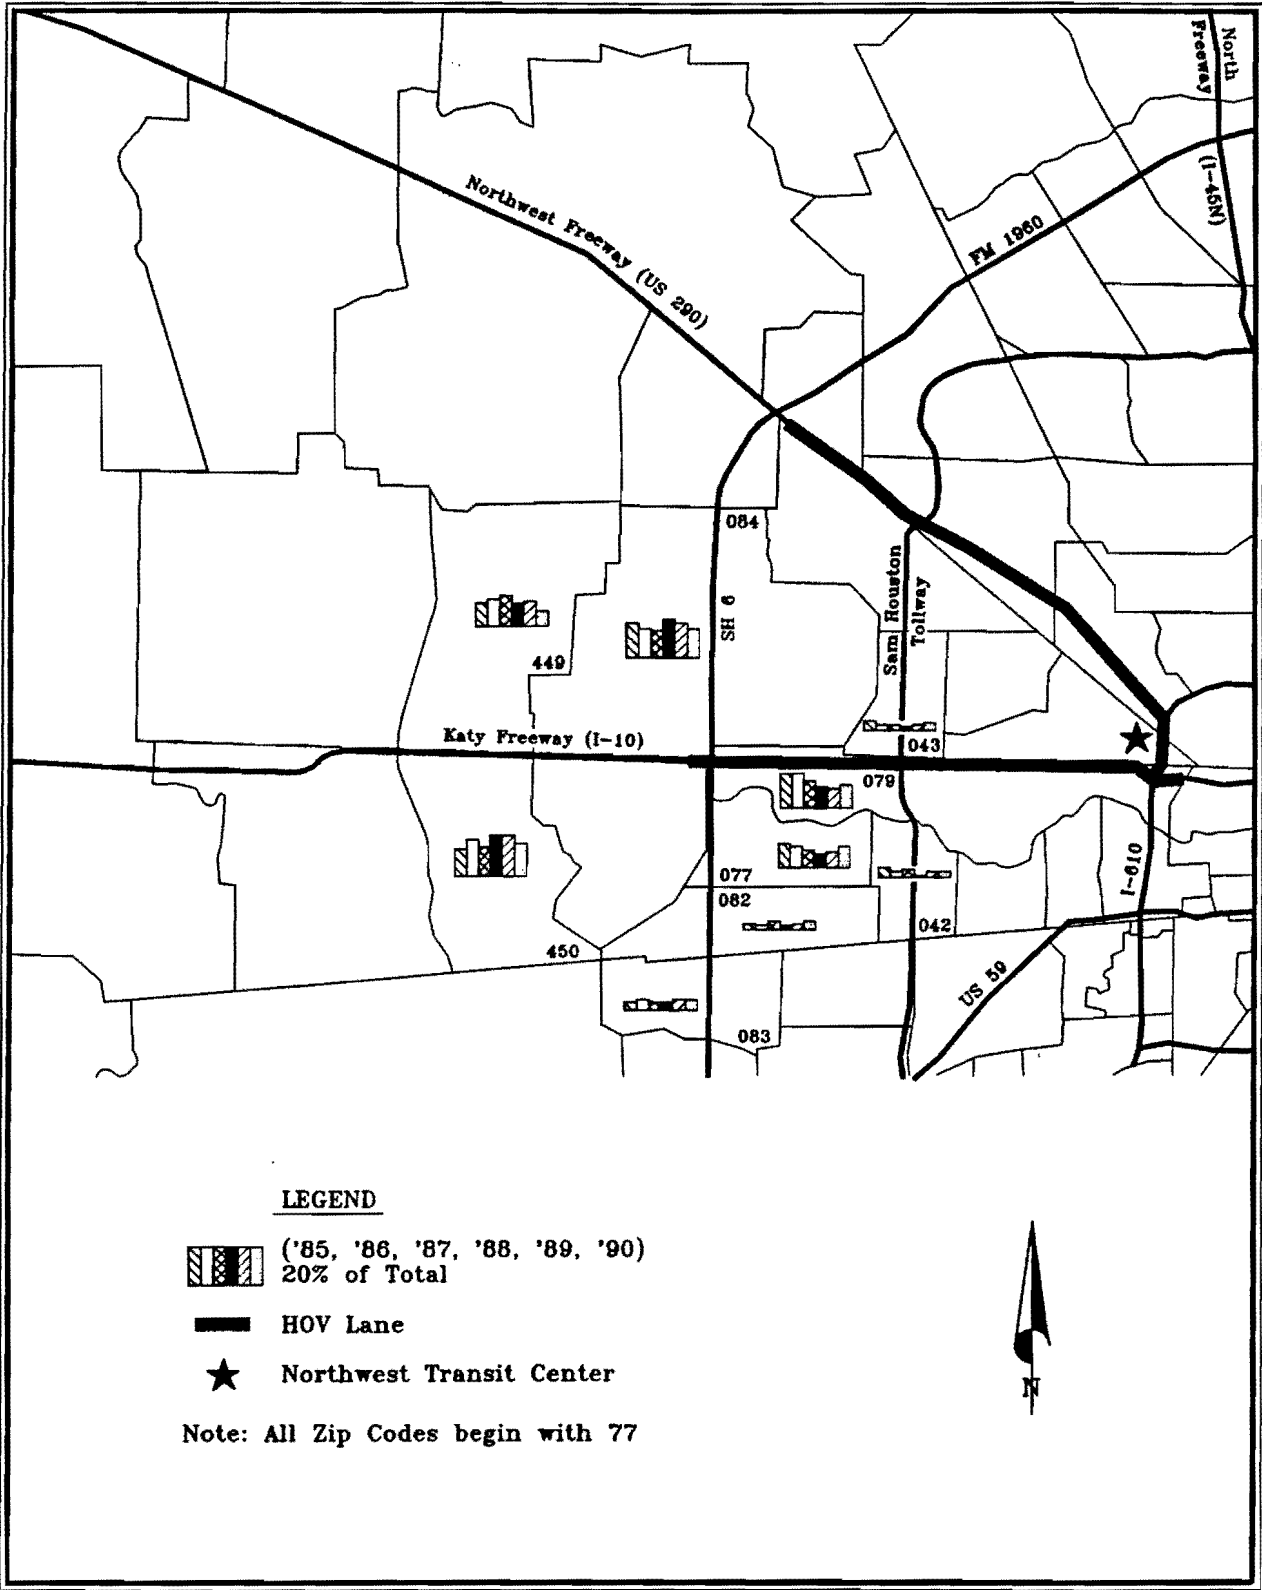 North
Freeway
(I-45N)
Northwest Freeway (US 290)
FM 1960
084
SH 6
Sam Houston
Tollway
449
Katy Freeway (I-10)
043
079
077
082
I-610
042
450
US 59
083
LEGEND
('85, '86, '87, '88, '89, '90)
20% of Total
HOV Lane
Northwest Transit Center
N
Note: All Zip Codes begin with 77